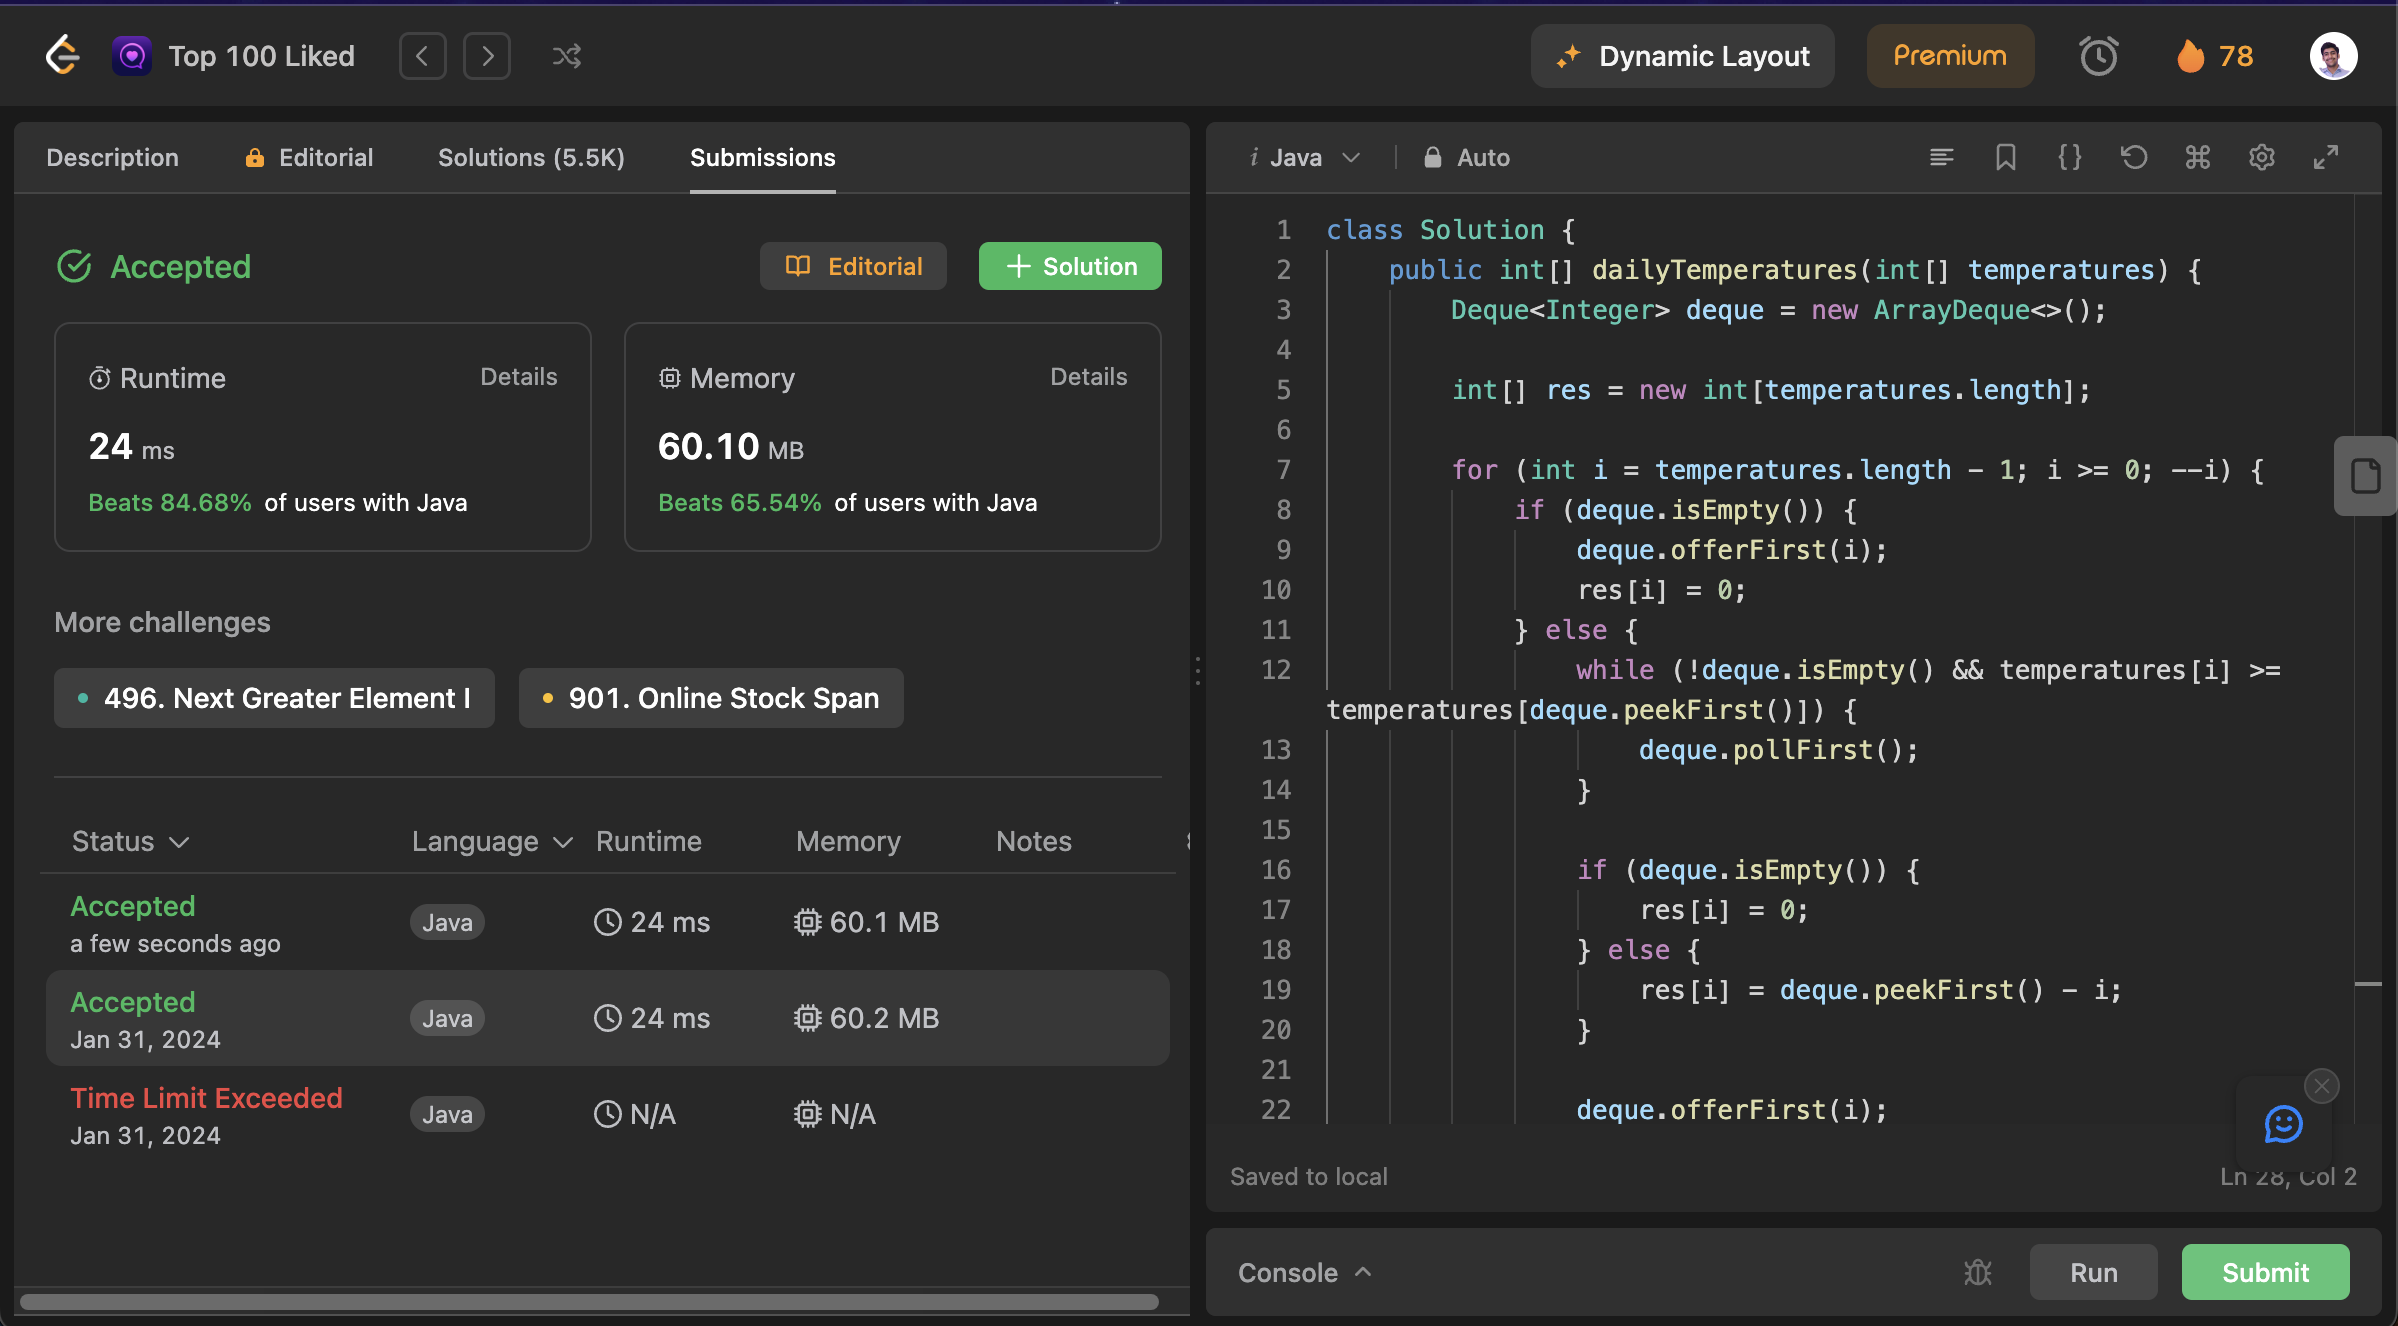 Top 100 Liked
Dynamic Layout
Premium
78
Description
Editorial
Solutions (5.5K)
Submissions
Accepted
Editorial
Solution
Runtime
Details
24 ms
Beats 84.68% of users with Java
Memory
Details
60.10 MB
Beats 65.54% of users with Java
More challenges
496. Next Greater Element I
901. Online Stock Span
Status Language Runtime Memory Notes
Accepted
a few seconds ago
Java 24 ms 60.1 MB
Accepted
Jan 31, 2024
Java 24 ms 60.2 MB
Time Limit Exceeded
Jan 31, 2024
Java N/A N/A
i Java
Auto
1 class Solution {
2 public int[] dailyTemperatures(int[] temperatures) {
3 Deque<Integer> deque = new ArrayDeque<>();
4
5 int[] res = new int[temperatures.length];
6
7 for (int i = temperatures.length - 1; i >= 0; --i) {
8 if (deque.isEmpty()) {
9 deque.offerFirst(i);
10 res[i] = 0;
11 } else {
12 while (!deque.isEmpty() && temperatures[i] >=
temperatures[deque.peekFirst()]) {
13 deque.pollFirst();
14 }
15
16 if (deque.isEmpty()) {
17 res[i] = 0;
18 } else {
19 res[i] = deque.peekFirst() - i;
20 }
21
22 deque.offerFirst(i);
Saved to local
Ln 28, Col 2
Console
Run
Submit